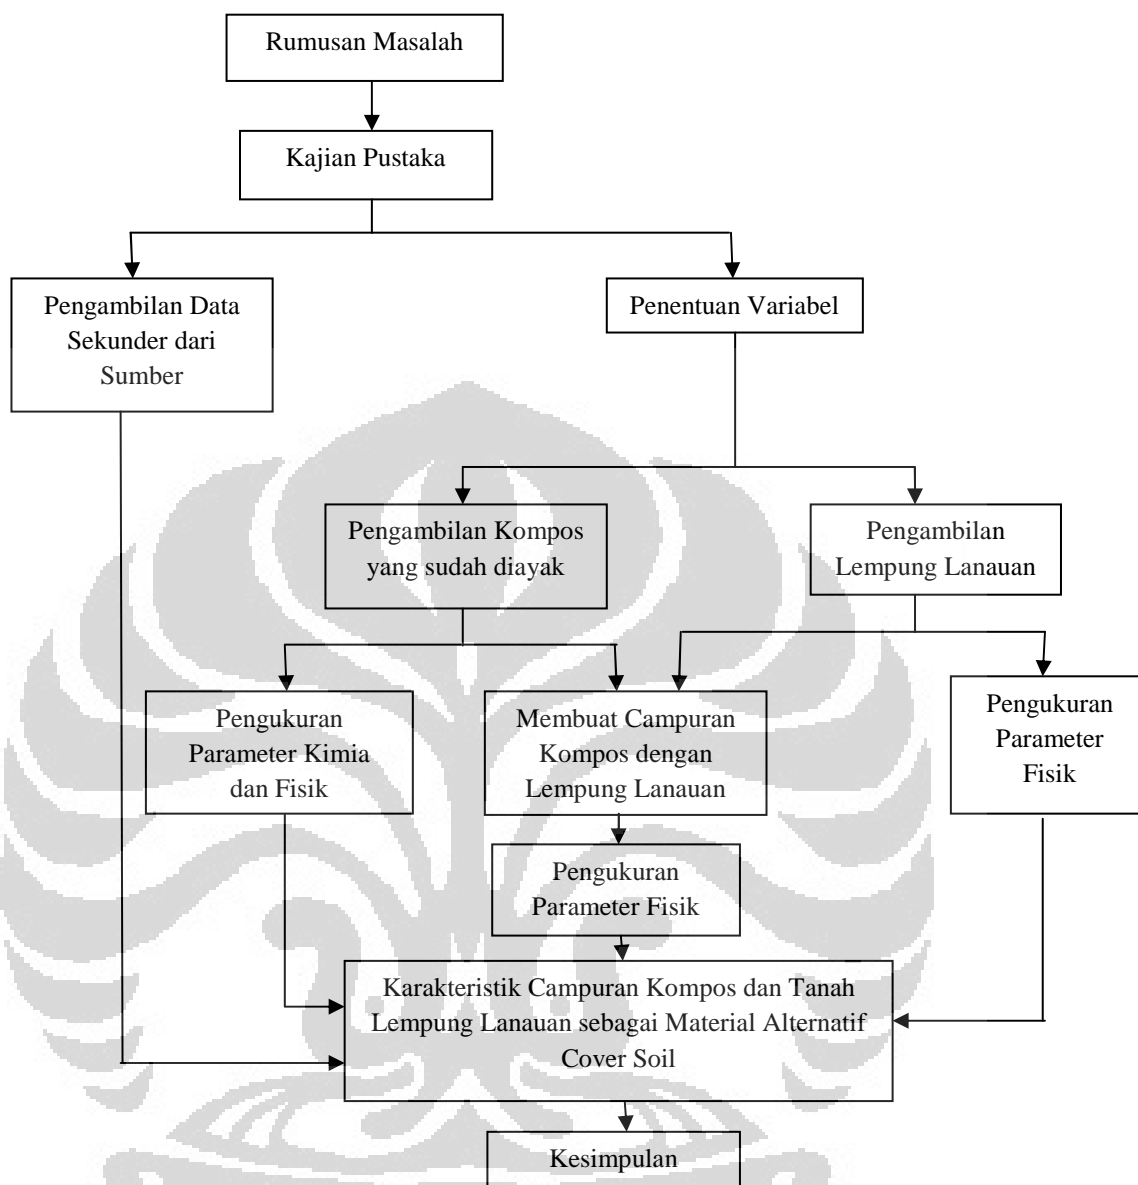 Rumusan Masalah
Kajian Pustaka
Pengambilan Data
Sekunder dari
Sumber
Penentuan Variabel
Pengambilan Kompos
yang sudah diayak
Pengambilan
Lempung Lanauan
Pengukuran
Parameter Kimia
dan Fisik
Membuat Campuran
Kompos dengan
Lempung Lanauan
Pengukuran
Parameter
Fisik
Pengukuran
Parameter Fisik
Karakteristik Campuran Kompos dan Tanah
Lempung Lanauan sebagai Material Alternatif
Cover Soil
Kesimpulan